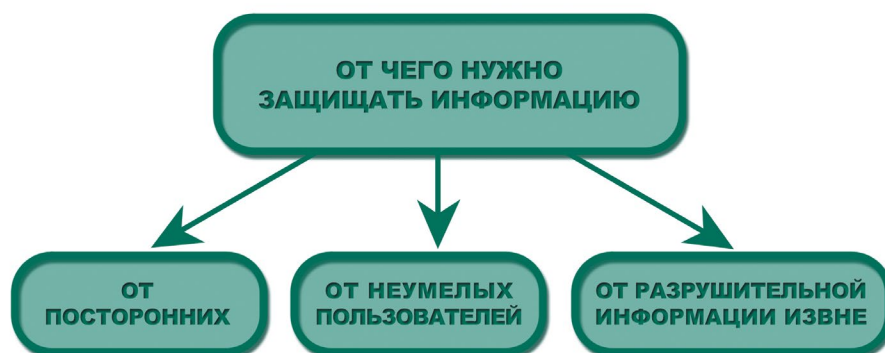 ОТ ЧЕГО НУЖНО
ЗАЩИЩАТЬ ИНФОРМАЦИЮ
ОТ
ПОСТОРОННИХ
ОТ НЕУМЕЛЫХ
ПОЛЬЗОВАТЕЛЕЙ
ОТ РАЗРУШИТЕЛЬНОЙ
ИНФОРМАЦИИ ИЗВНЕ